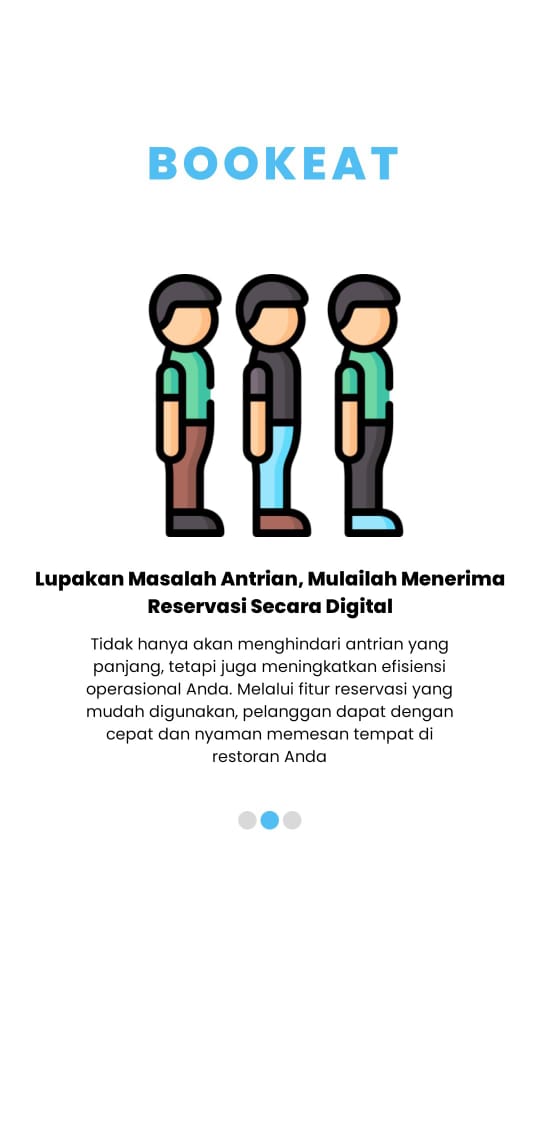 BOOKEAT
Lupakan Masalah Antrian, Mulailah Menerima
Reservasi Secara Digital
Tidak hanya akan menghindari antrian yang
panjang, tetapi juga meningkatkan efisiensi
operasional Anda. Melalui fitur reservasi yang
mudah digunakan, pelanggan dapat dengan
cepat dan nyaman memesan tempat di
restoran Anda